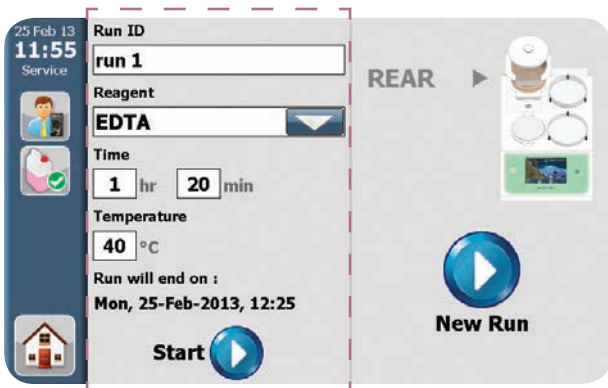 25 Feb 13
11:55
Service
Run ID
run 1
Reagent
EDTA
Time
1 hr 20 min
Temperature
40 °C
Run will end on :
Mon, 25-Feb-2013, 12:25
Start
REAR
New Run